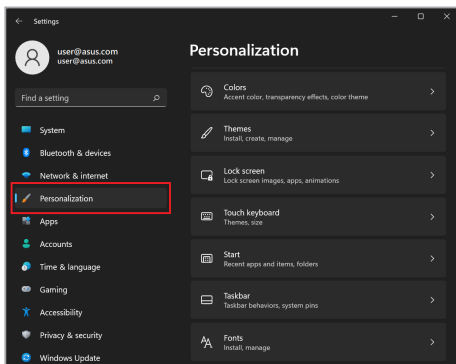 Settings
user@asus.com
user@asus.com
Find a setting
System
Bluetooth & devices
Network & internet
Personalization
Apps
Accounts
Time & language
Gaming
Accessibility
Privacy & security
Windows Update
Personalization
Colors
Accent color, transparency effects, color theme
Themes
Install, create, manage
Lock screen
Lock screen images, apps, animations
Touch keyboard
Themes, size
Start
Recent apps and items, folders
Taskbar
Taskbar behaviors, system pins
Fonts
Install, manage